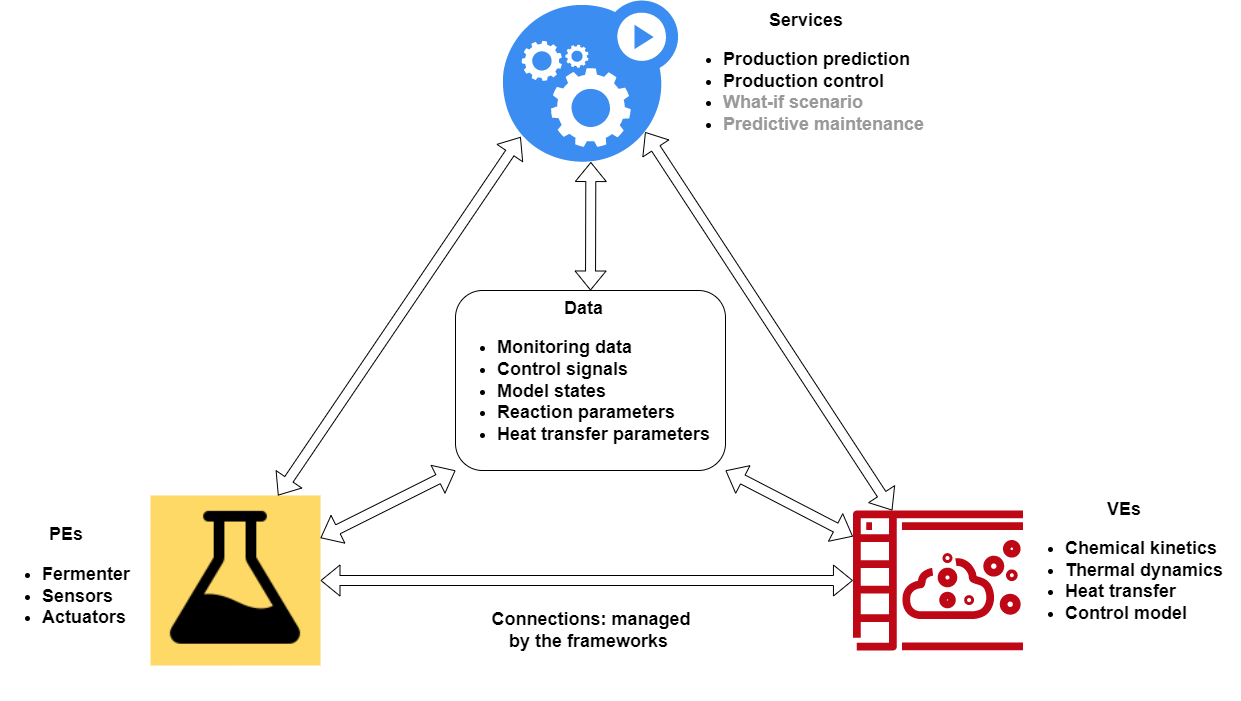 Services
Production prediction
Production control
What-if scenario
Predictive maintenance
Data
Monitoring data
Control signals
Model states
Reaction parameters
Heat transfer parameters
PEs
Fermenter
Sensors
Actuators
VEs
Chemical kinetics
Thermal dynamics
Heat transfer
Control model
Connections: managed
by the frameworks